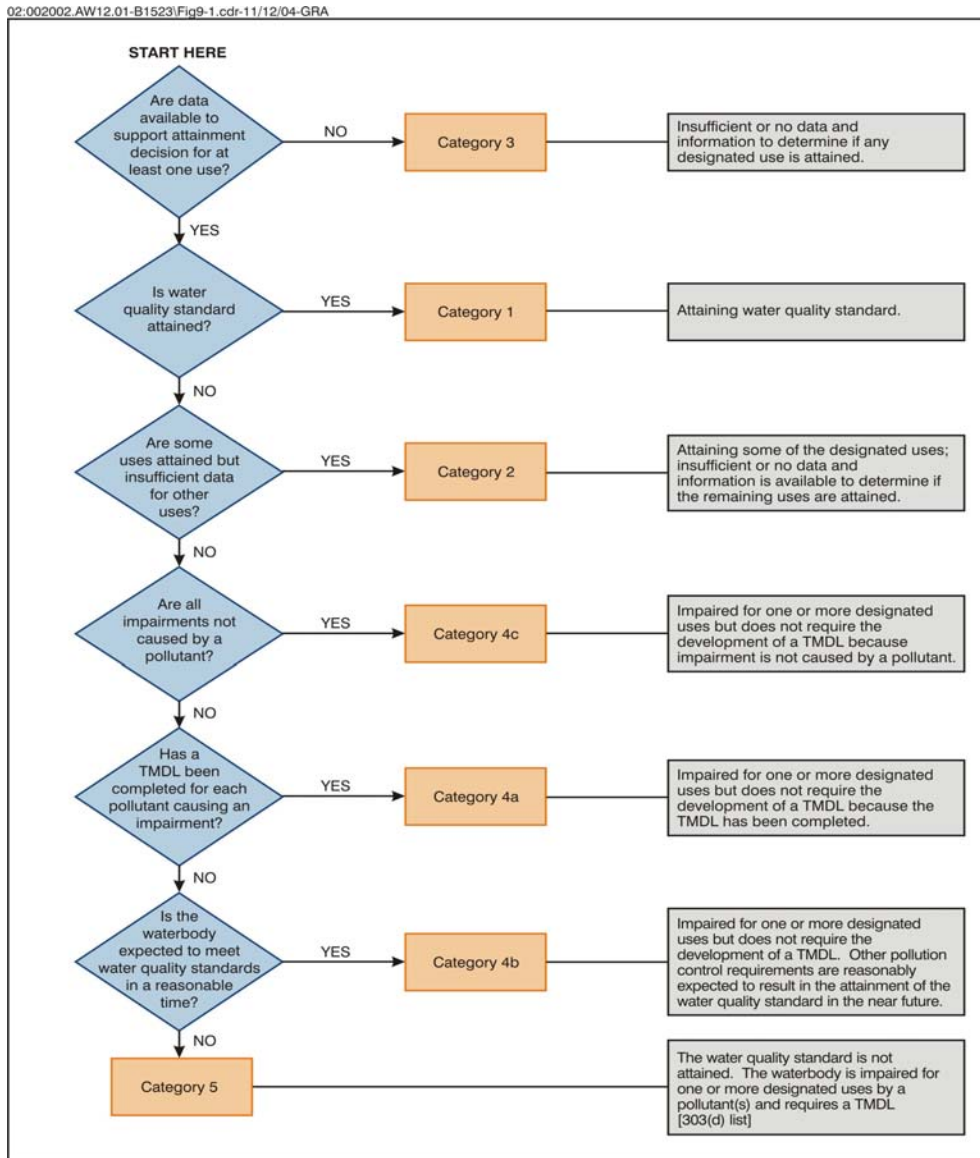 02:002002.AW12.01-B1523\Fig9-1.cdr-11/12/04-GRA
START HERE
Are data
available to
support attainment
decision for at
least one use?
NO
Category 3
Insufficient or no data and
information to determine if any
designated use is attained.
YES
Is water
quality standard
attained?
YES
Category 1
Attaining water quality standard.
NO
Are some
uses attained but
insufficient data
for other
uses?
YES
Category 2
Attaining some of the designated uses;
insufficient or no data and
information is available to determine if
the remaining uses are attained.
NO
Are all
impairments not
caused by a
pollutant?
YES
Category 4c
Impaired for one or more designated
uses but does not require the
development of a TMDL because
impairment is not caused by a pollutant.
NO
Has a
TMDL been
completed for each
pollutant causing an
impairment?
YES
Category 4a
Impaired for one or more designated
uses but does not require the
development of a TMDL because the
TMDL has been completed.
NO
Is the
waterbody
expected to meet
water quality standards
in a reasonable
time?
YES
Category 4b
Impaired for one or more designated
uses but does not require the
development of a TMDL. Other pollution
control requirements are reasonably
expected to result in the attainment of the
water quality standard in the near future.
NO
Category 5
The water quality standard is not
attained. The waterbody is impaired for
one or more designated uses by a
pollutant(s) and requires a TMDL
[303(d) list]